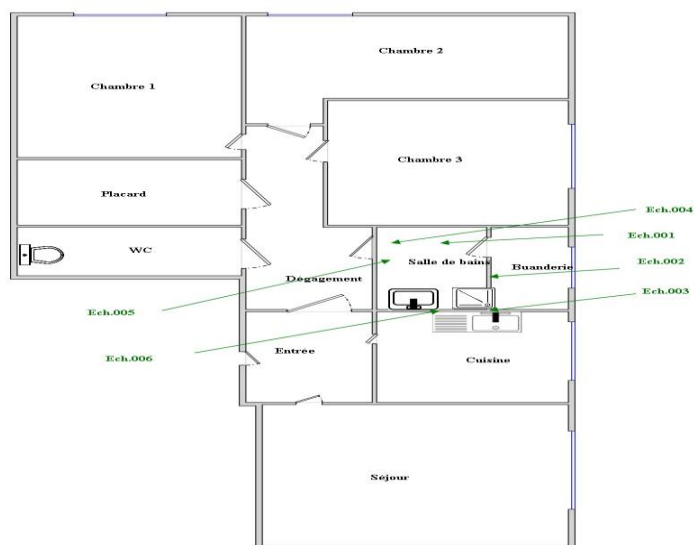 Chambre 2
Chambre 1
Chambre 3
Placard
Ech.004
Ech.001
WC
Salle de bains
Buanderie
Ech.002
Dégagement
Ech.003
Ech.005
Entrée
Ech.006
Cuisine
Séjour